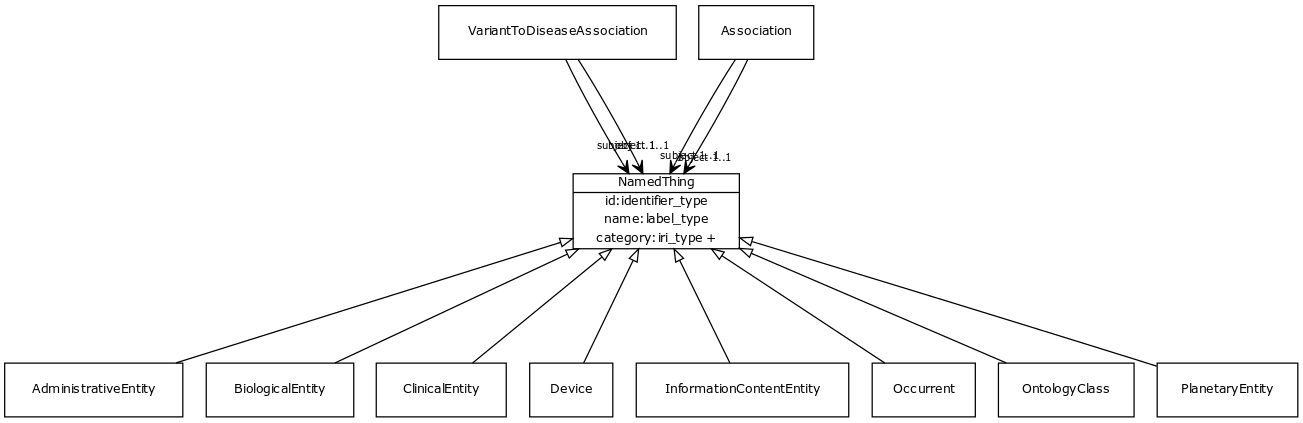 VariantToDiseaseAssociation
Association
subject 1..1
object 1..1
subject 1..1
object 1..1
NamedThing
id:identifier_type
name:label_type
category:iri_type +
AdministrativeEntity
BiologicalEntity
ClinicalEntity
Device
InformationContentEntity
Occurrent
OntologyClass
PlanetaryEntity